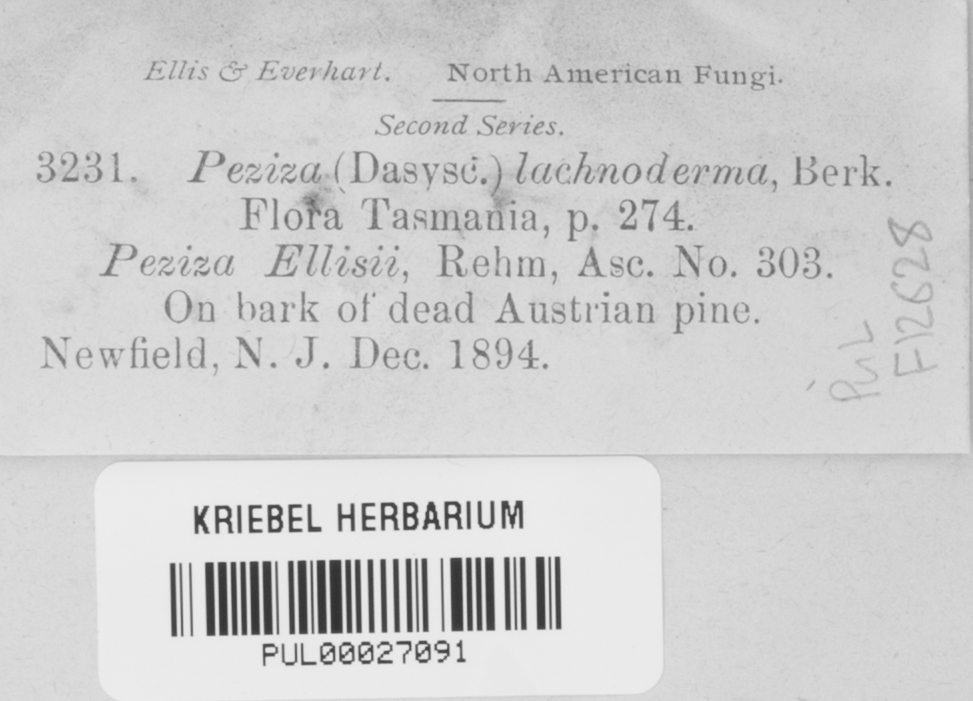 Ellis & Everhart. North American Fungi.
Second Series.
3231. Peziza (Dasysc.) lachnoderma, Berk.
Flora Tasmania, p. 274.
Peziza Ellisii, Rehm, Asc. No. 303.
On bark of dead Austrian pine.
Newfield, N. J. Dec. 1894.
PUL
F12628
KRIEBEL HERBARIUM
PUL00027091